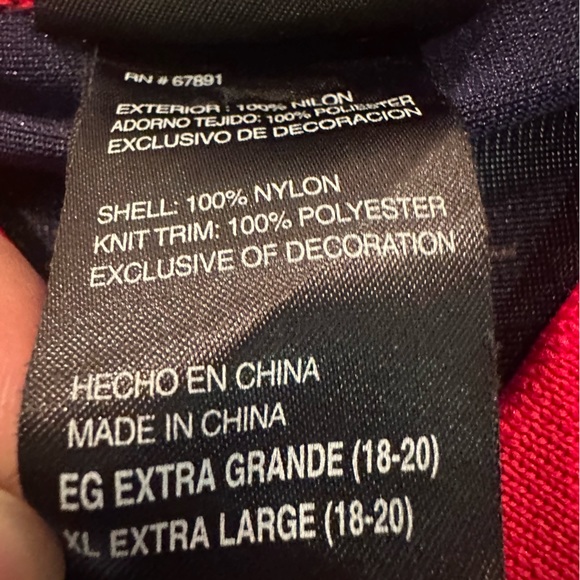 RN # 67891
EXTERIOR : 100% NILON
ADORNO TEJIDO: 100% POLIESTER
EXCLUSIVO DE DECORACION
SHELL: 100% NYLON
KNIT TRIM: 100% POLYESTER
EXCLUSIVE OF DECORATION
HECHO EN CHINA
MADE IN CHINA
EG EXTRA GRANDE (18-20)
XL EXTRA LARGE (18-20)